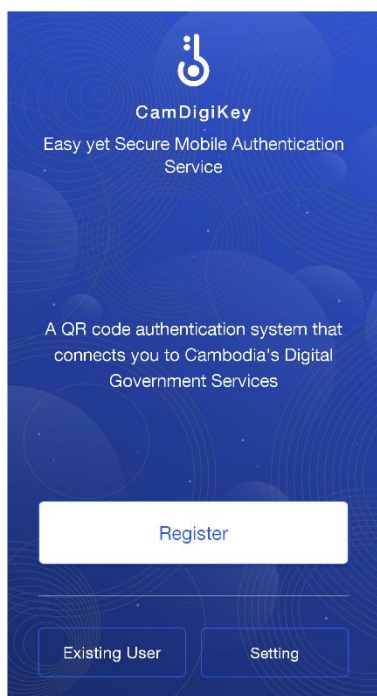 CamDigiKey
Easy yet Secure Mobile Authentication
Service
A QR code authentication system that
connects you to Cambodia's Digital
Government Services
Register
Existing User
Setting